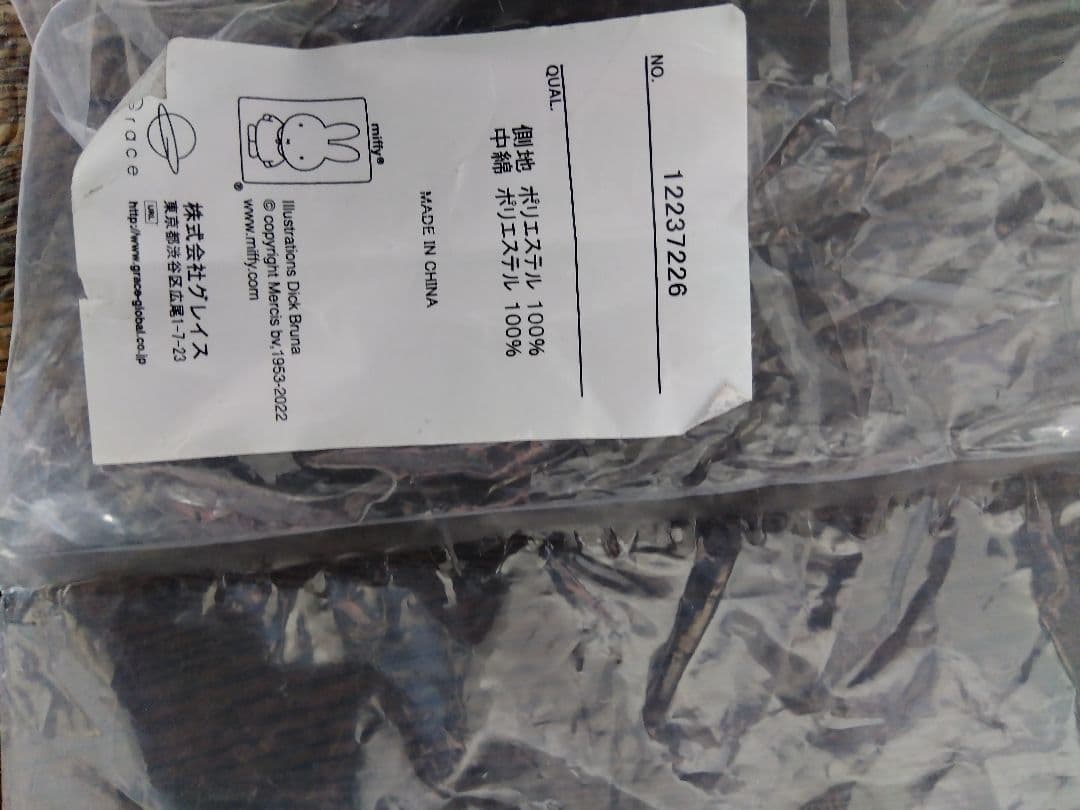 NO.
12237226
QUAL.
側地 ポリエステル 100%
中綿 ポリエステル 100%
MADE IN CHINA
miffy®
®
Illustrations Dick Bruna
© copyright Mercis bv,1953-2022
www.miffy.com
grace
株式会社グレイス
東京都渋谷区広尾1-7-23
URL
http://www.grace-global.co.jp